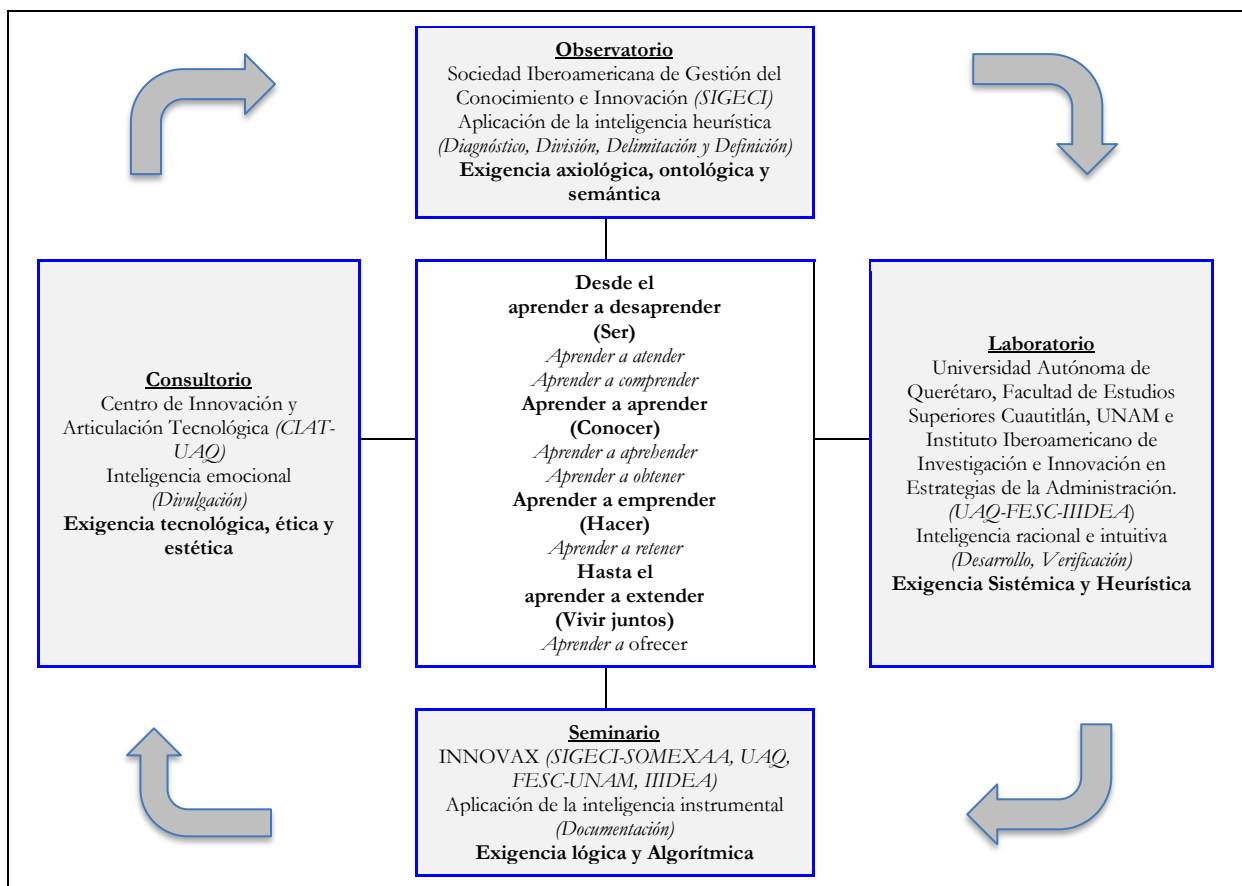 Observatorio
Sociedad Iberoamericana de Gestión del
Conocimiento e Innovación (SIGECI)
Aplicación de la inteligencia heurística
(Diagnóstico, División, Delimitación y Definición)
Exigencia axiológica, ontológica y
semántica
Consultorio
Centro de Innovación y
Articulación Tecnológica (CIAT-
UAQ)
Inteligencia emocional
(Divulgación)
Exigencia tecnológica, ética y
estética
Desde el
aprender a desaprender
(Ser)
Aprender a atender
Aprender a comprender
Aprender a aprender
(Conocer)
Aprender a aprehender
Aprender a obtener
Aprender a emprender
(Hacer)
Aprender a retener
Hasta el
aprender a extender
(Vivir juntos)
Aprender a ofrecer
Laboratorio
Universidad Autónoma de
Querétaro, Facultad de Estudios
Superiores Cuautitlán, UNAM e
Instituto Iberoamericano de
Investigación e Innovación en
Estrategias de la Administración.
(UAQ-FESC-IIIDEA)
Inteligencia racional e intuitiva
(Desarrollo, Verificación)
Exigencia Sistémica y Heurística
Seminario
INNOVAX (SIGECI-SOMEXAA, UAQ,
FESC-UNAM, IIIDEA)
Aplicación de la inteligencia instrumental
(Documentación)
Exigencia lógica y Algorítmica